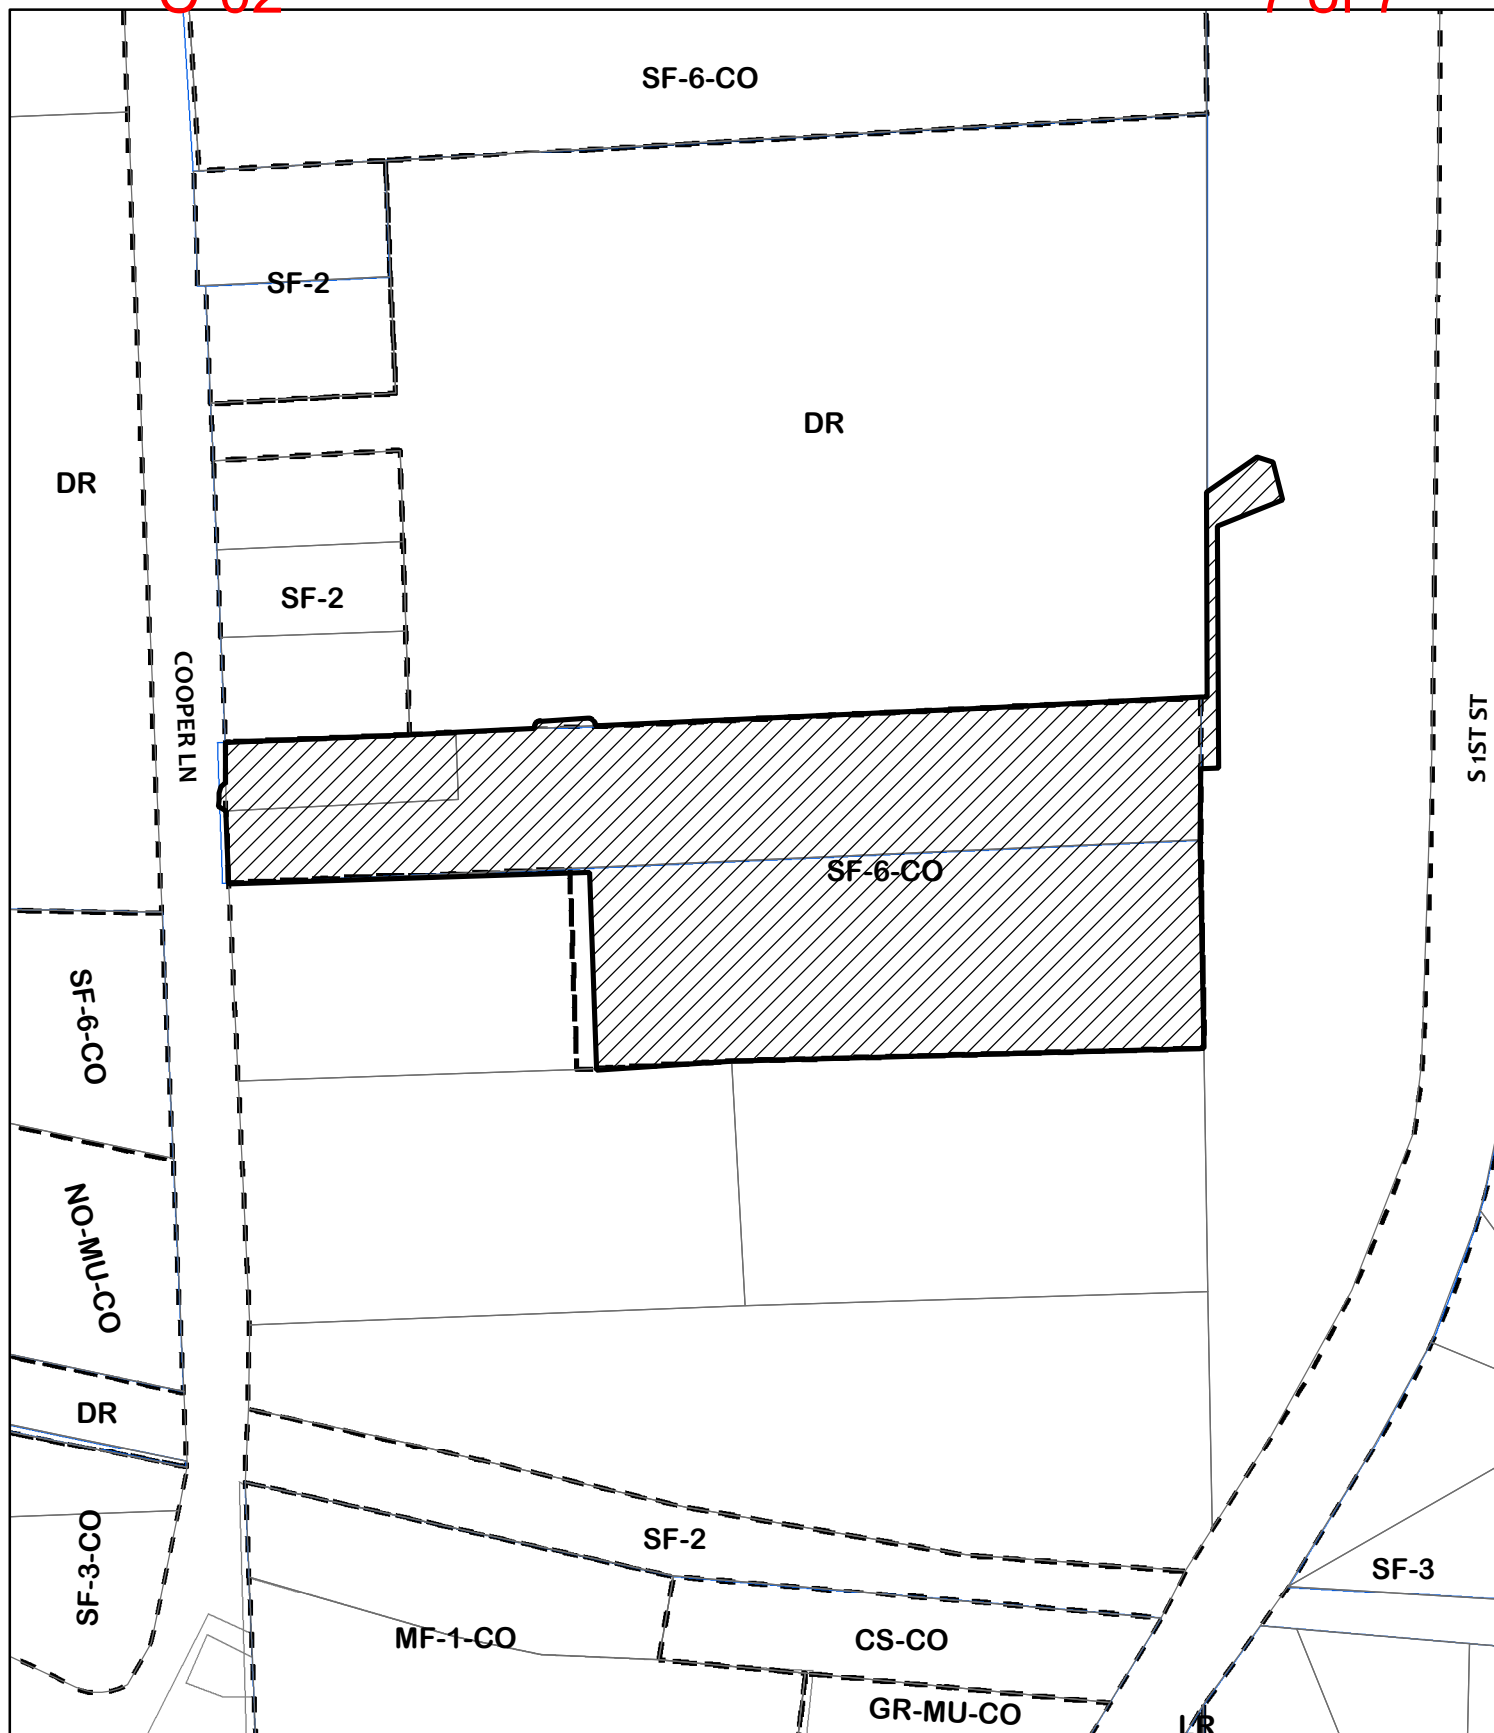 SF-6-CO
SF-2
DR
DR
SF-2
COOPER LN
S 1ST ST
SF-6-CO
SF-6-CO
NO-MU-CO
DR
SF-3-CO
SF-2
SF-3
MF-1-CO
CS-CO
GR-MU-CO